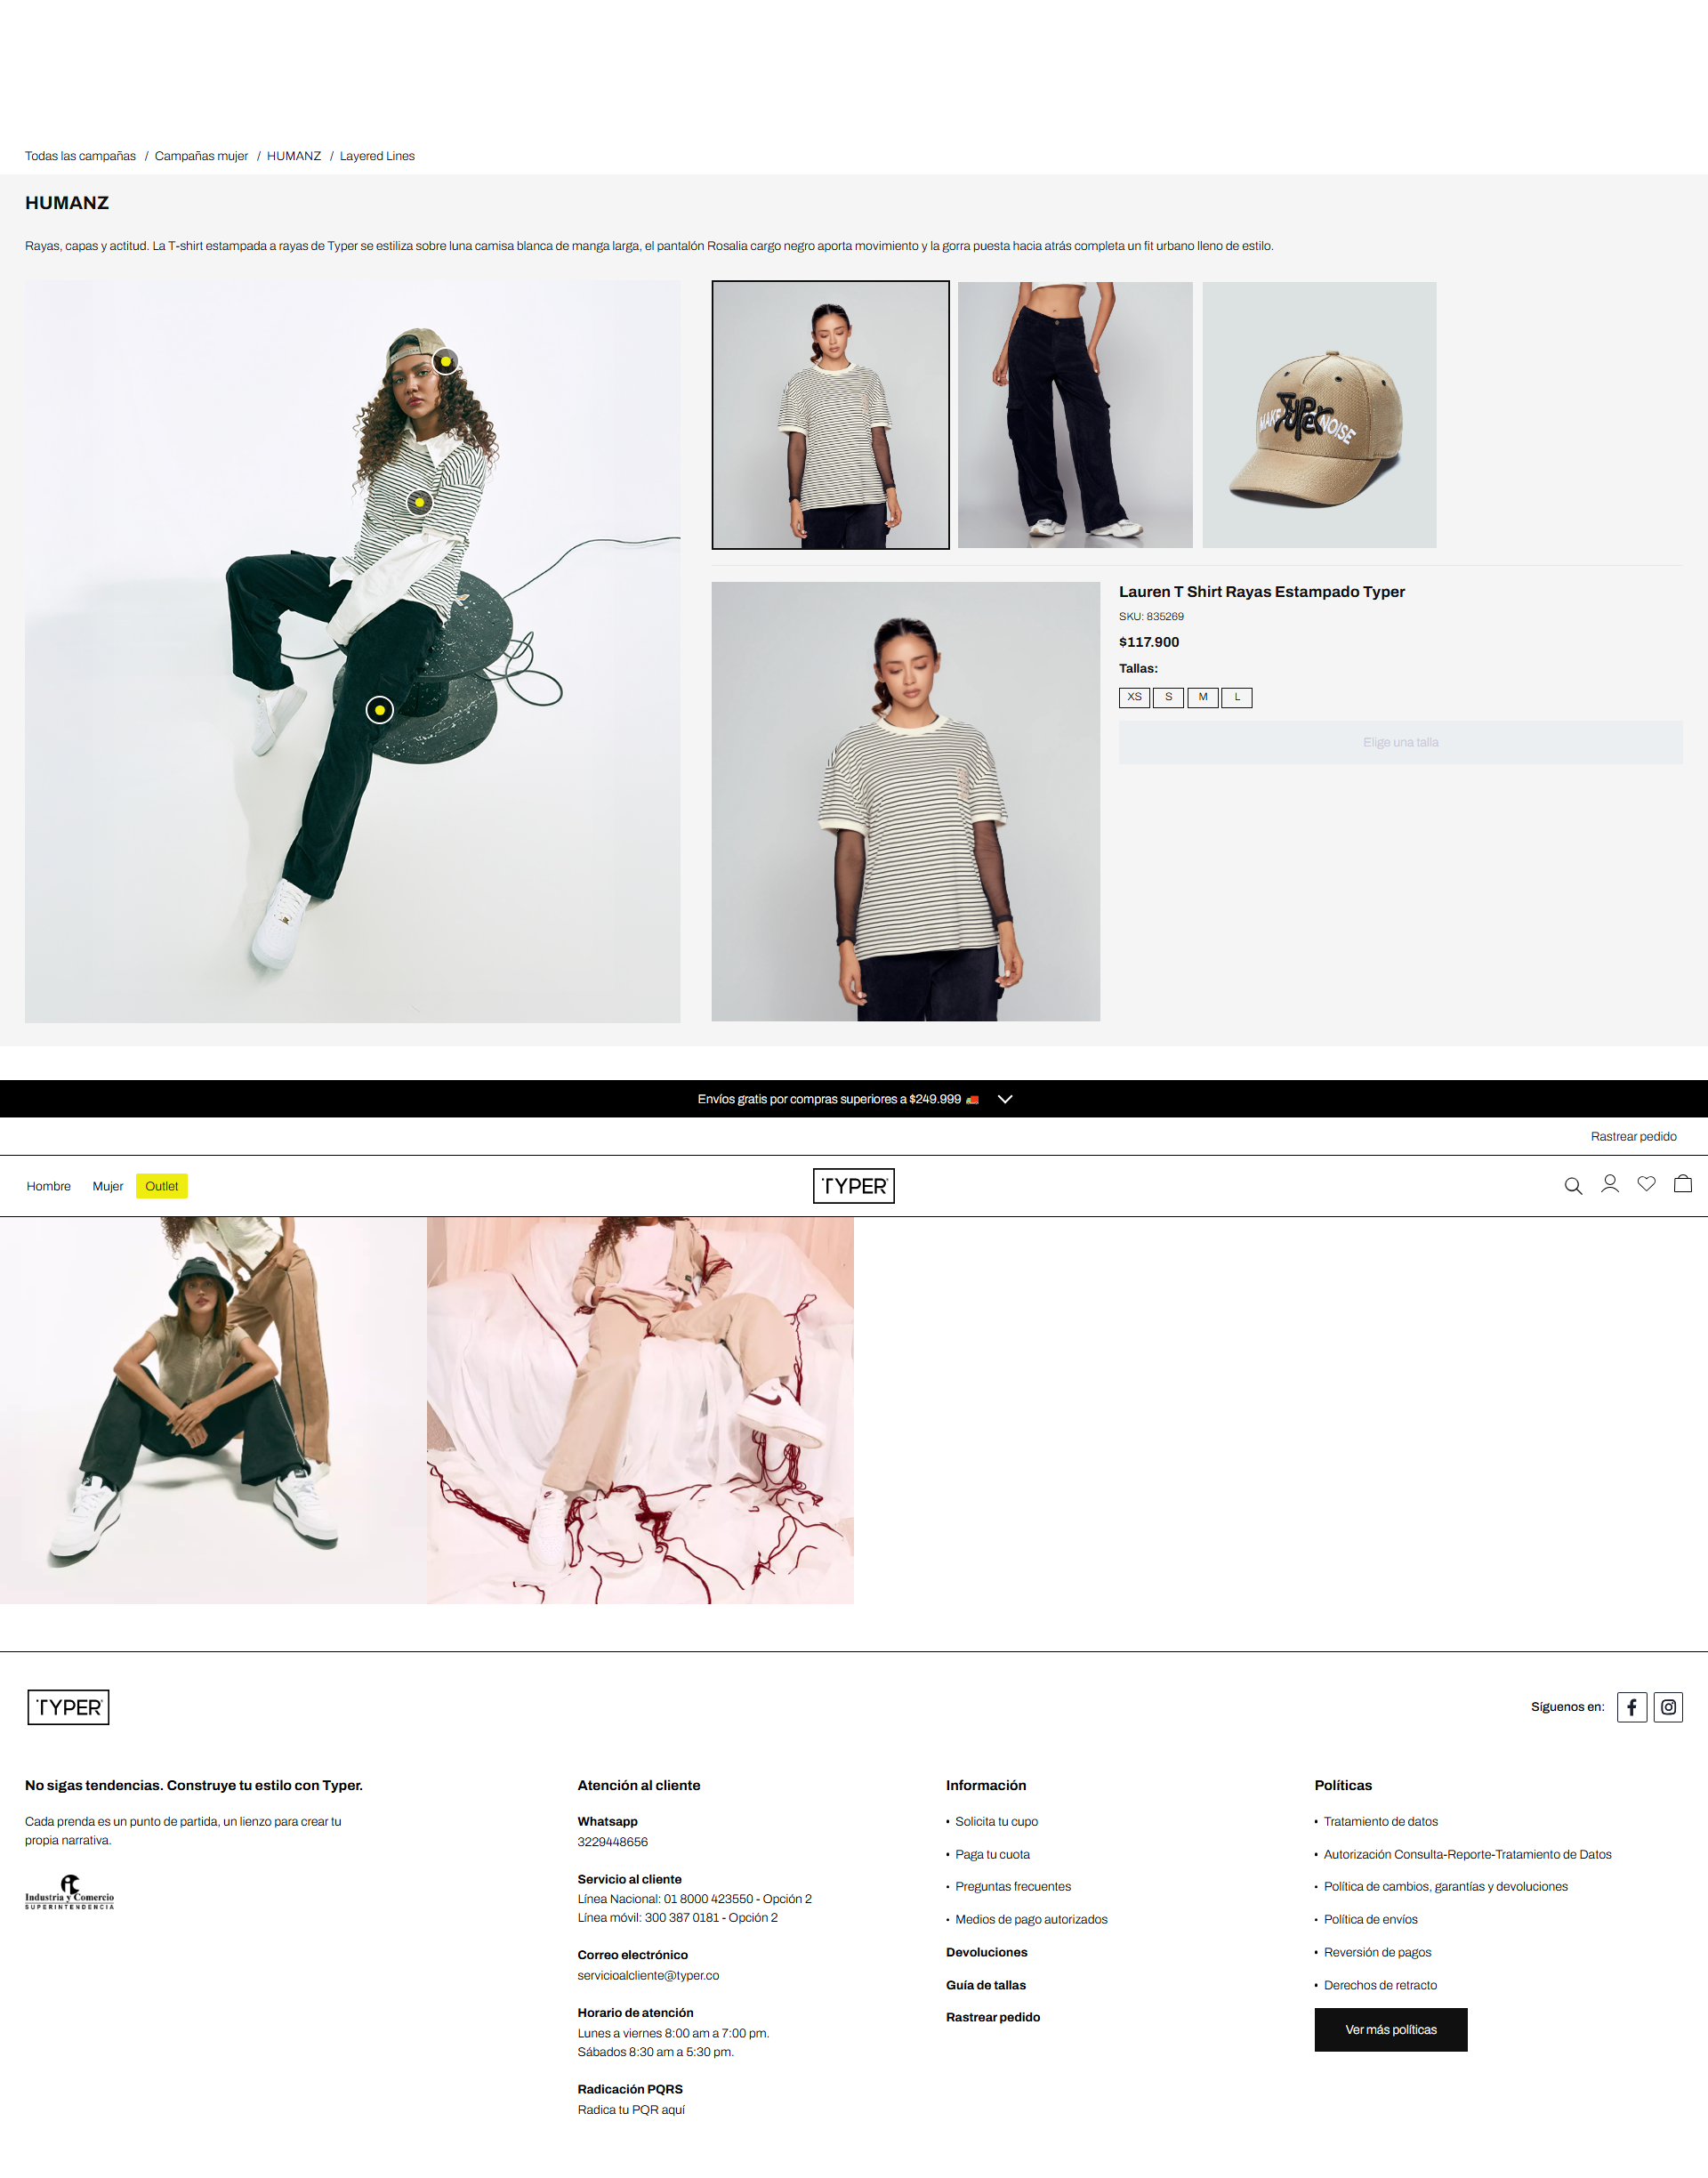 Todas las campañas / Campañas mujer / HUMANZ / Layered Lines
HUMANZ
Rayas, capas y actitud. La T-shirt estampada a rayas de Typer se estiliza sobre luna camisa blanca de manga larga, el pantalón Rosalia cargo negro aporta movimiento y la gorra puesta hacia atrás completa un fit urbano lleno de estilo.
MAKE TYPER NOISE
Lauren T Shirt Rayas Estampado Typer
SKU: 835269
$117.900
Tallas:
XS S M L
Elige una talla
Envíos gratis por compras superiores a $249.999
Rastrear pedido
Hombre Mujer Outlet
TYPER
TYPER
Síguenos en:
No sigas tendencias. Construye tu estilo con Typer.
Cada prenda es un punto de partida, un lienzo para crear tu
propia narrativa.
Industria y Comercio
SUPERINTENDENCIA
Atención al cliente
Whatsapp
3229448656
Servicio al cliente
Línea Nacional: 01 8000 423550 - Opción 2
Línea móvil: 300 387 0181 - Opción 2
Correo electrónico
servicioalcliente@typer.co
Horario de atención
Lunes a viernes 8:00 am a 7:00 pm.
Sábados 8:30 am a 5:30 pm.
Radicación PQRS
Radica tu PQR aquí
Información
• Solicita tu cupo
• Paga tu cuota
• Preguntas frecuentes
• Medios de pago autorizados
Devoluciones
Guía de tallas
Rastrear pedido
Políticas
• Tratamiento de datos
• Autorización Consulta-Reporte-Tratamiento de Datos
• Política de cambios, garantías y devoluciones
• Política de envíos
• Reversión de pagos
• Derechos de retracto
Ver más políticas